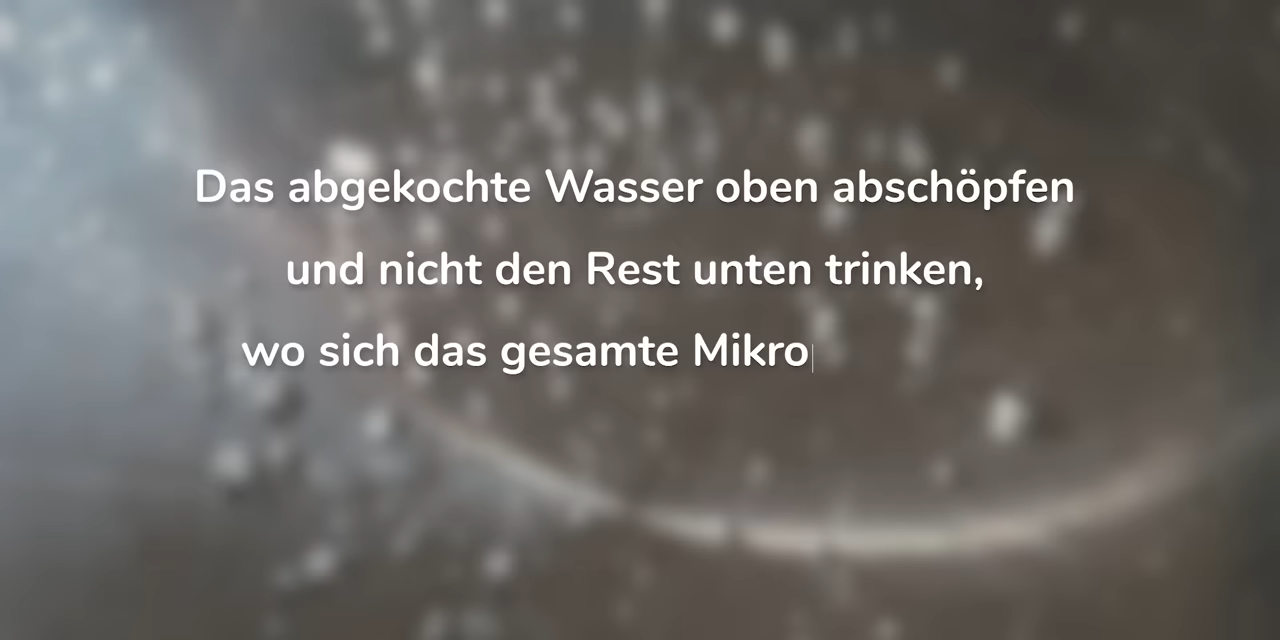 Das abgekochte Wasser oben abschöpfen
und nicht den Rest unten trinken,
wo sich das gesamte Mikro